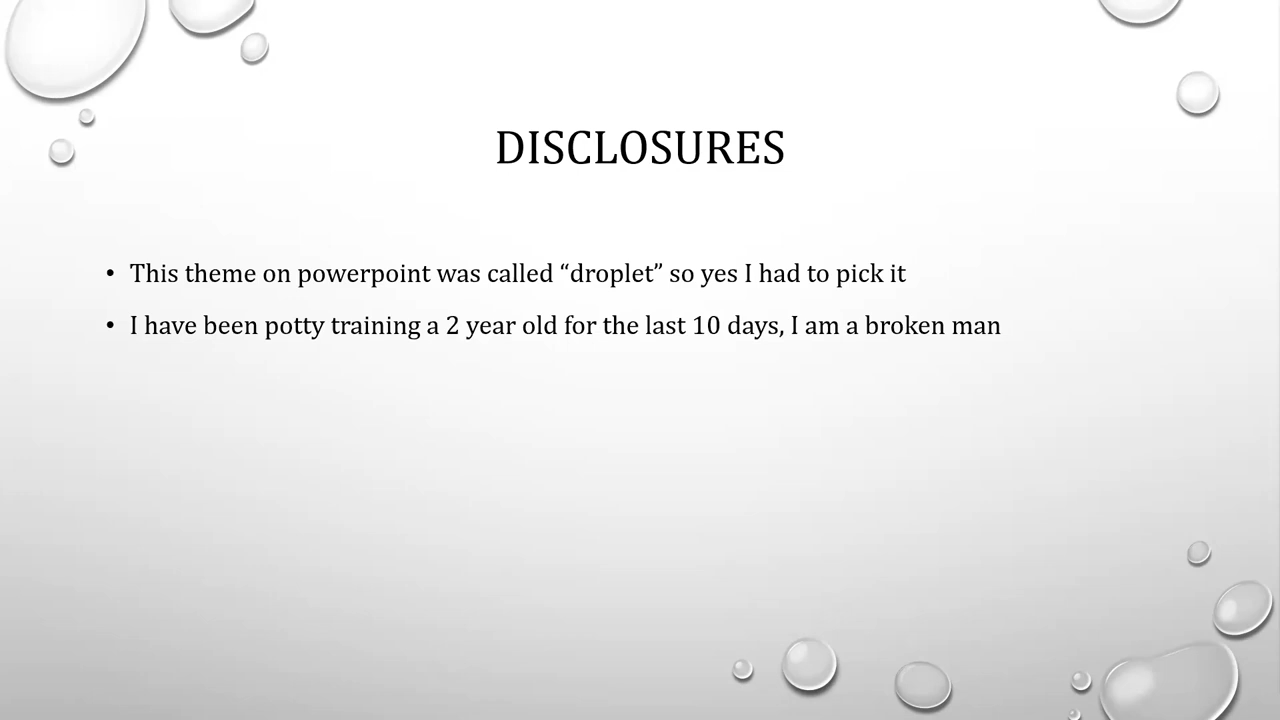 DISCLOSURES
• This theme on powerpoint was called “droplet” so yes I had to pick it
• I have been potty training a 2 year old for the last 10 days, I am a broken man